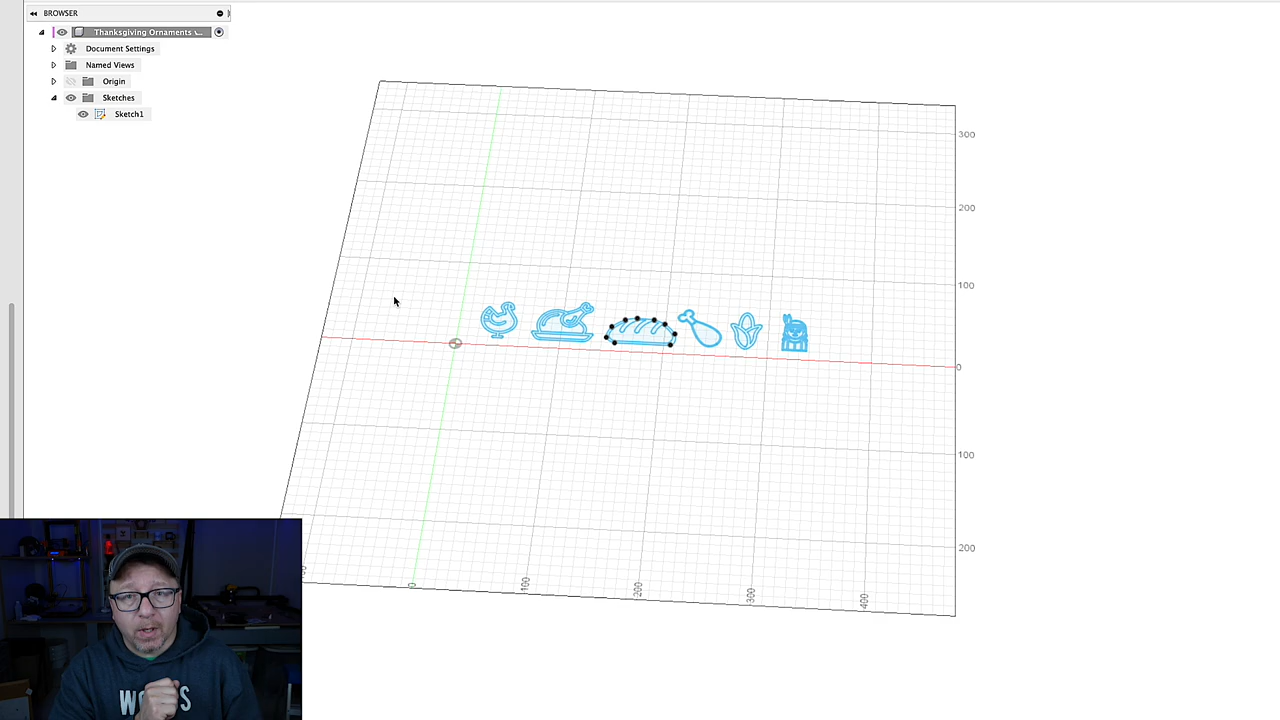 BROWSER
Thanksgiving Ornaments
Document Settings
Named Views
Origin
Sketches
Sketch1
300
200
100
0
100
200
0
100
200
300
400